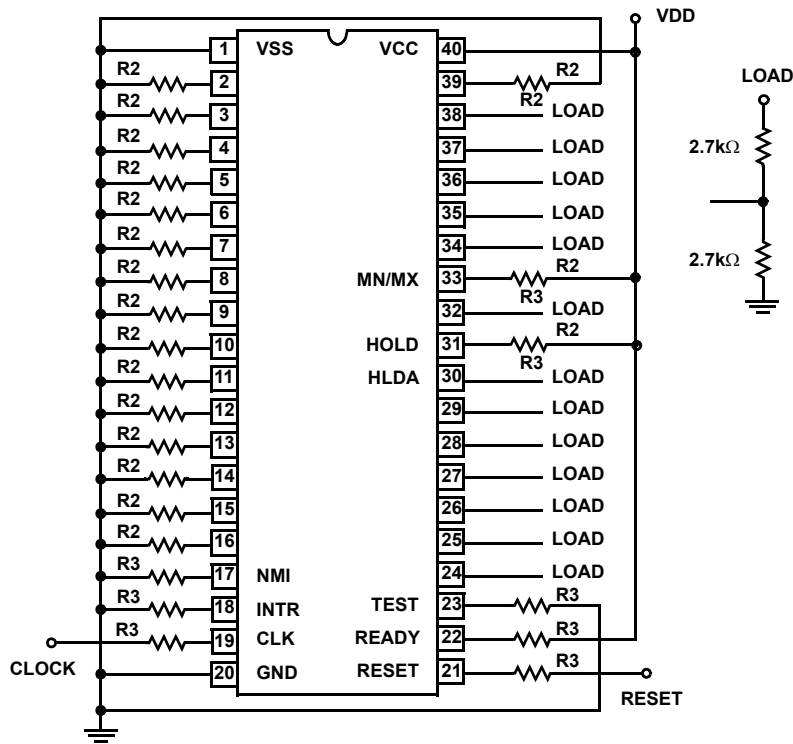 VDD
1 VSS VCC 40
R2 2 39 R2
R2
R2 3 38 LOAD
R2 4 37 LOAD
R2 5 36 LOAD
R2 6 35 LOAD
R2 7 34 LOAD
R2 8 MN/MX 33 R2
R3
R2 9 32 LOAD
R2 10 HOLD 31 R2
R3
R2 11 HLDA 30 LOAD
R2 12 29 LOAD
R2 13 28 LOAD
R2 14 27 LOAD
R2 15 26 LOAD
R2 16 25 LOAD
R3 17 NMI 24 LOAD
R3 18 INTR TEST 23 R3
R3 19 CLK READY 22 R3
CLOCK
20 GND RESET 21 R3
RESET
LOAD
2.7kΩ
2.7kΩ